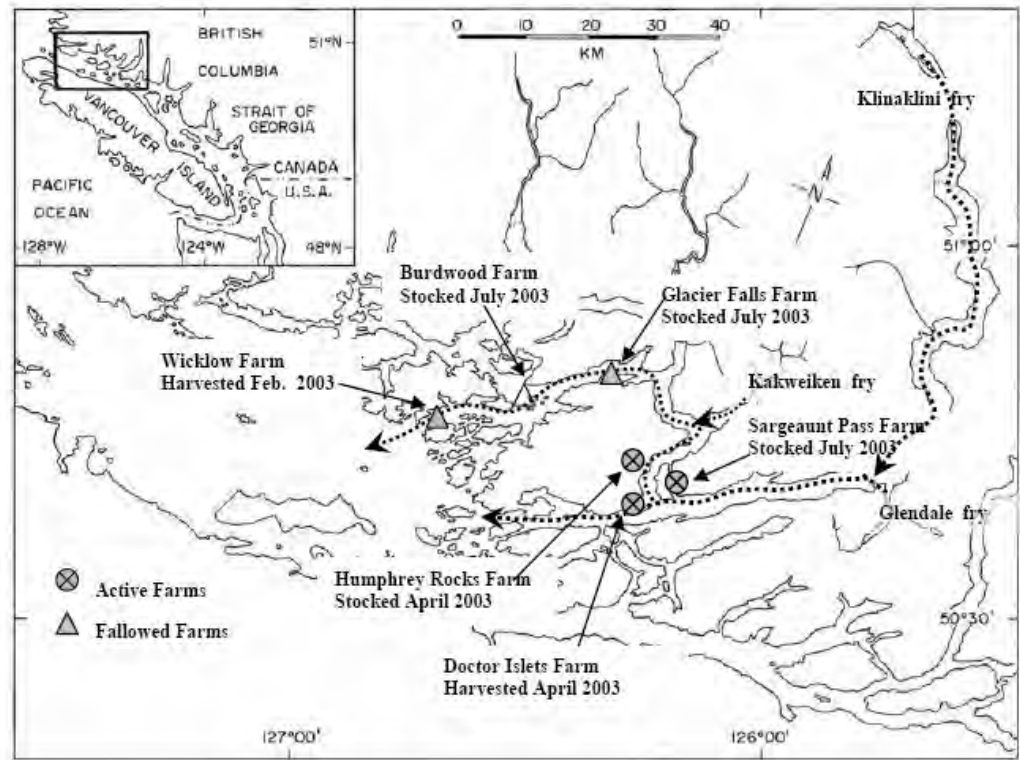 BRITISH
COLUMBIA
51°N
VANCOUVER
ISLAND
STRAIT OF
GEORGIA
CANADA
U.S.A.
PACIFIC
OCEAN
128°W
124°W
48°N
0 10 20 30 40
KM
Klinaklini fry
N
51°00'
Burdwood Farm
Stocked July 2003
Glacier Falls Farm
Stocked July 2003
Wicklow Farm
Harvested Feb. 2003
Kakweiken fry
Sargeaunt Pass Farm
Stocked July 2003
Glendale fry
Humphrey Rocks Farm
Stocked April 2003
Active Farms
Fallowed Farms
50°30'
Doctor Islets Farm
Harvested April 2003
127°00'
126°00'